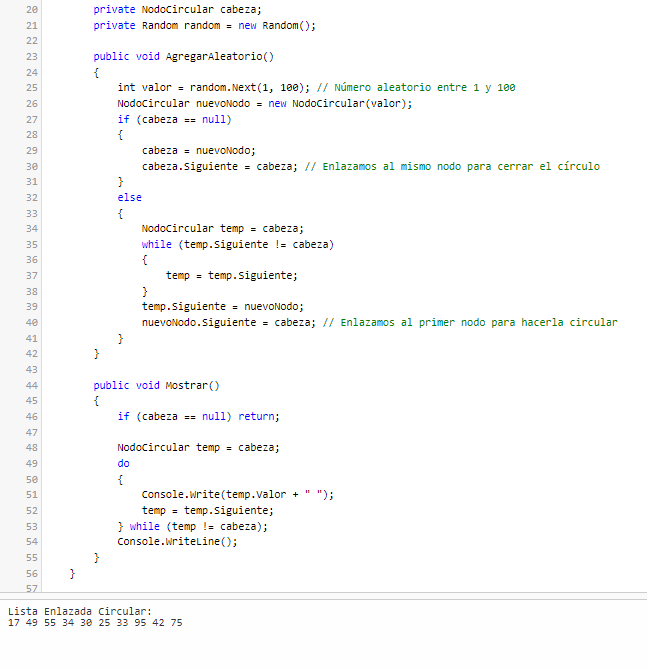 20 private NodoCircular cabeza;
21 private Random random = new Random();
22
23 public void AgregarAleatorio()
24 {
25 int valor = random.Next(1, 100); // Número aleatorio entre 1 y 100
26 NodoCircular nuevoNodo = new NodoCircular(valor);
27 if (cabeza == null)
28 {
29 cabeza = nuevoNodo;
30 cabeza.Siguiente = cabeza; // Enlazamos al mismo nodo para cerrar el círculo
31 }
32 else
33 {
34 NodoCircular temp = cabeza;
35 while (temp.Siguiente != cabeza)
36 {
37 temp = temp.Siguiente;
38 }
39 temp.Siguiente = nuevoNodo;
40 nuevoNodo.Siguiente = cabeza; // Enlazamos al primer nodo para hacerla circular
41 }
42 }
43
44 public void Mostrar()
45 {
46 if (cabeza == null) return;
47
48 NodoCircular temp = cabeza;
49 do
50 {
51 Console.Write(temp.Valor + " ");
52 temp = temp.Siguiente;
53 } while (temp != cabeza);
54 Console.WriteLine();
55 }
56 }
57
Lista Enlazada Circular:
17 49 55 34 30 25 33 95 42 75